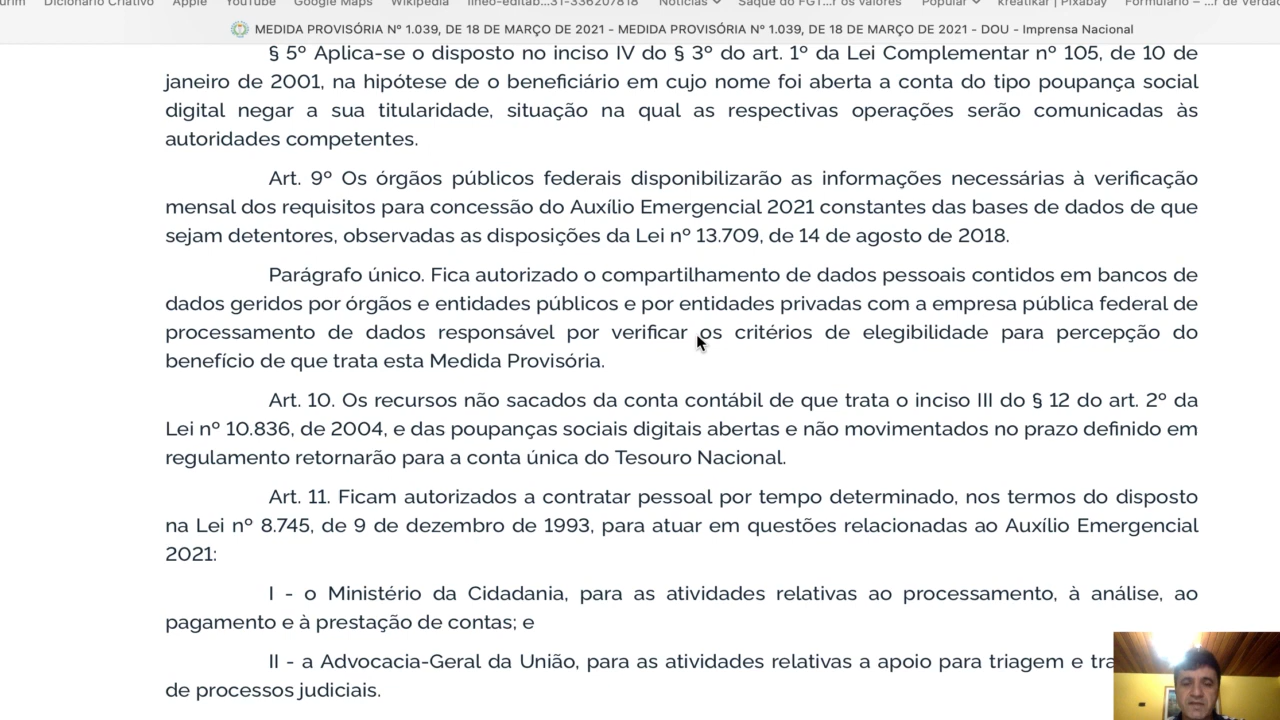 Dicionário Criativo Apple YouTube Google Maps Wikipedia Notícias Popular kreatikar | Pixabay
MEDIDA PROVISÓRIA Nº 1.039, DE 18 DE MARÇO DE 2021 - MEDIDA PROVISÓRIA Nº 1.039, DE 18 DE MARÇO DE 2021 - DOU - Imprensa Nacional
§ 5º Aplica-se o disposto no inciso IV do § 3º do art. 1º da Lei Complementar nº 105, de 10 de
janeiro de 2001, na hipótese de o beneficiário em cujo nome foi aberta a conta do tipo poupança social
digital negar a sua titularidade, situação na qual as respectivas operações serão comunicadas às
autoridades competentes.
Art. 9º Os órgãos públicos federais disponibilizarão as informações necessárias à verificação
mensal dos requisitos para concessão do Auxílio Emergencial 2021 constantes das bases de dados de que
sejam detentores, observadas as disposições da Lei nº 13.709, de 14 de agosto de 2018.
Parágrafo único. Fica autorizado o compartilhamento de dados pessoais contidos em bancos de
dados geridos por órgãos e entidades públicos e por entidades privadas com a empresa pública federal de
processamento de dados responsável por verificar os critérios de elegibilidade para percepção do
benefício de que trata esta Medida Provisória.
Art. 10. Os recursos não sacados da conta contábil de que trata o inciso III do § 12 do art. 2º da
Lei nº 10.836, de 2004, e das poupanças sociais digitais abertas e não movimentados no prazo definido em
regulamento retornarão para a conta única do Tesouro Nacional.
Art. 11. Ficam autorizados a contratar pessoal por tempo determinado, nos termos do disposto
na Lei nº 8.745, de 9 de dezembro de 1993, para atuar em questões relacionadas ao Auxílio Emergencial
2021:
I - o Ministério da Cidadania, para as atividades relativas ao processamento, à análise, ao
pagamento e à prestação de contas; e
II - a Advocacia-Geral da União, para as atividades relativas a apoio para triagem e tra
de processos judiciais.